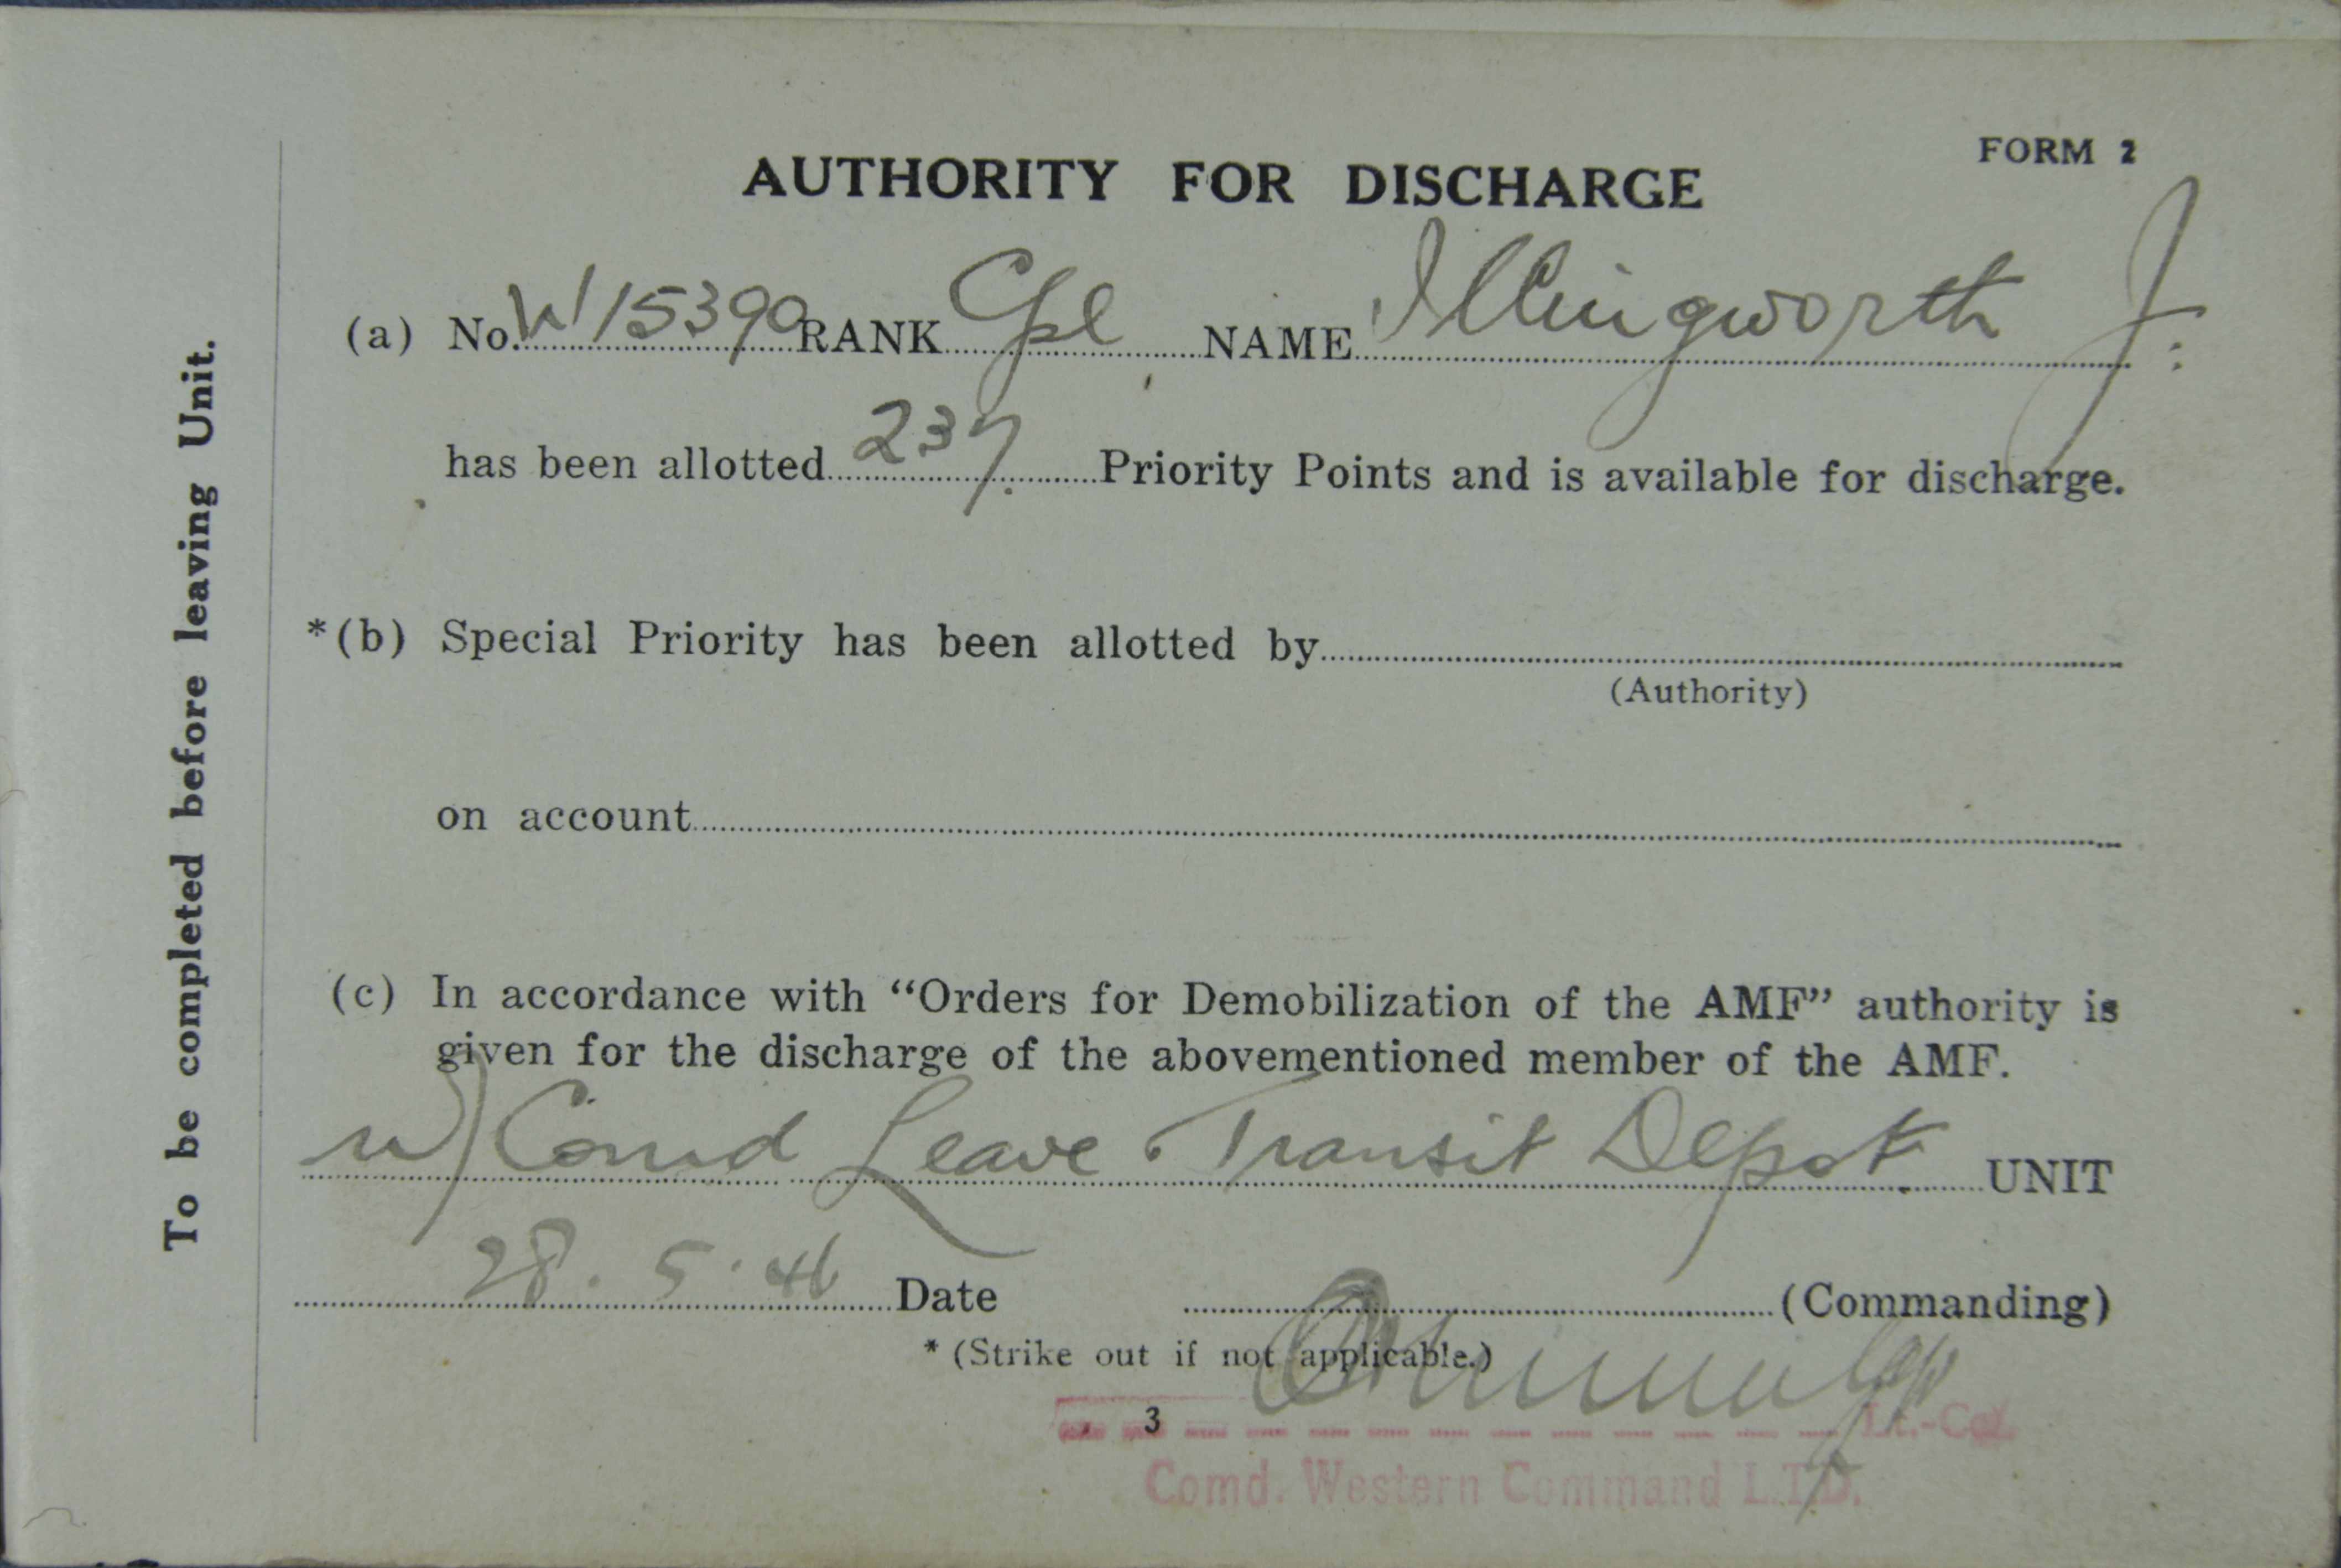 FORM 2
AUTHORITY FOR DISCHARGE
(a) No. W15390 RANK Cpl NAME Illingworth J.
has been allotted 237. Priority Points and is available for discharge.
*(b) Special Priority has been allotted by
(Authority)
on account
(c) In accordance with “Orders for Demobilization of the AMF” authority is
given for the discharge of the abovementioned member of the AMF.
W/Comd Leave Transit Depot. UNIT
28. 5. 46 Date (Commanding)
* (Strike out if not applicable.)
3
Lt.-Col.
Comd. Western Command L.T.D.
To be completed before leaving Unit.